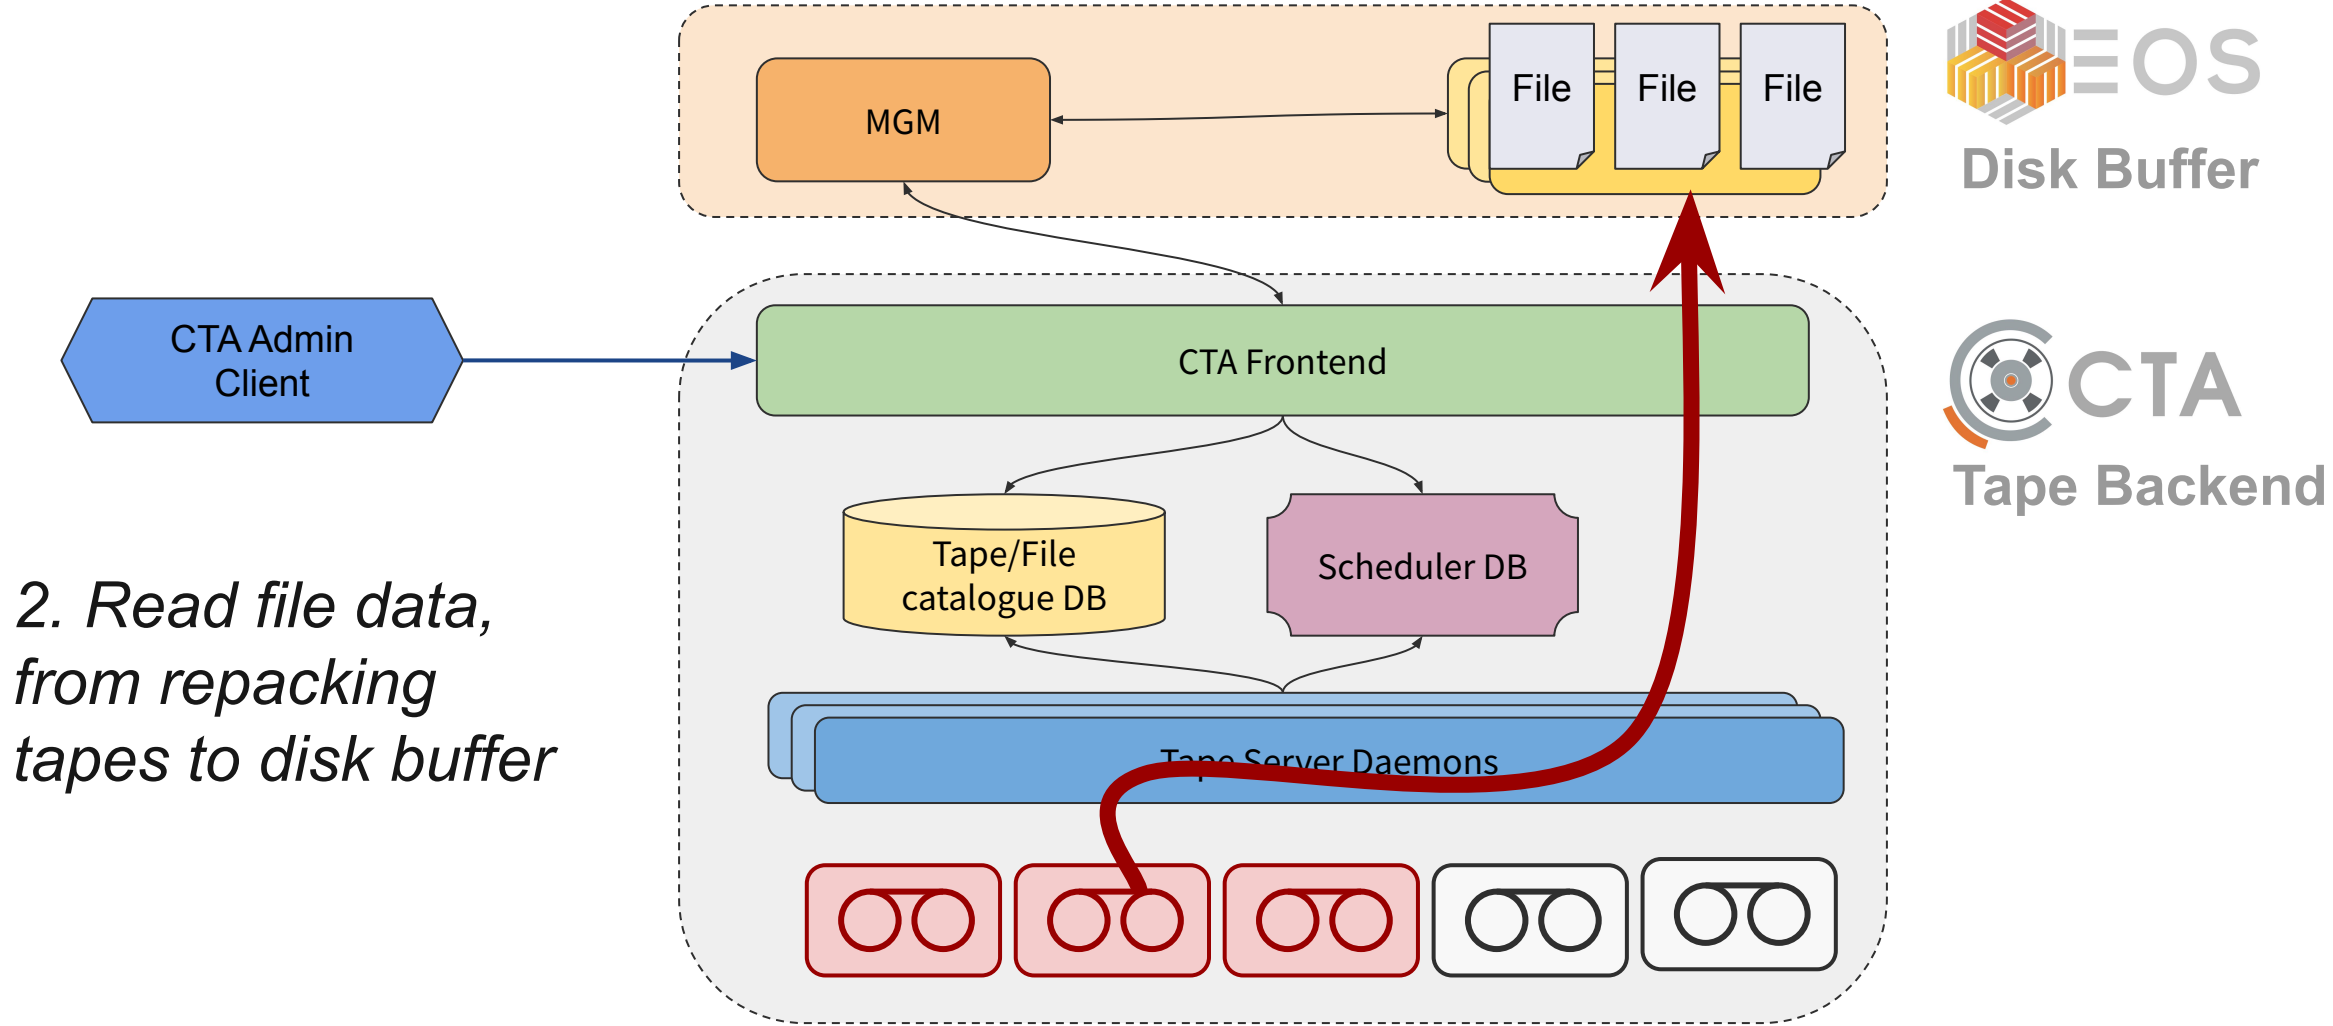 MGM
File
File
File
EOS
Disk Buffer
CTA Admin
Client
CTA Frontend
CTA
Tape Backend
Tape/File
catalogue DB
Scheduler DB
2. Read file data,
from repacking
tapes to disk buffer
Tape Server Daemons